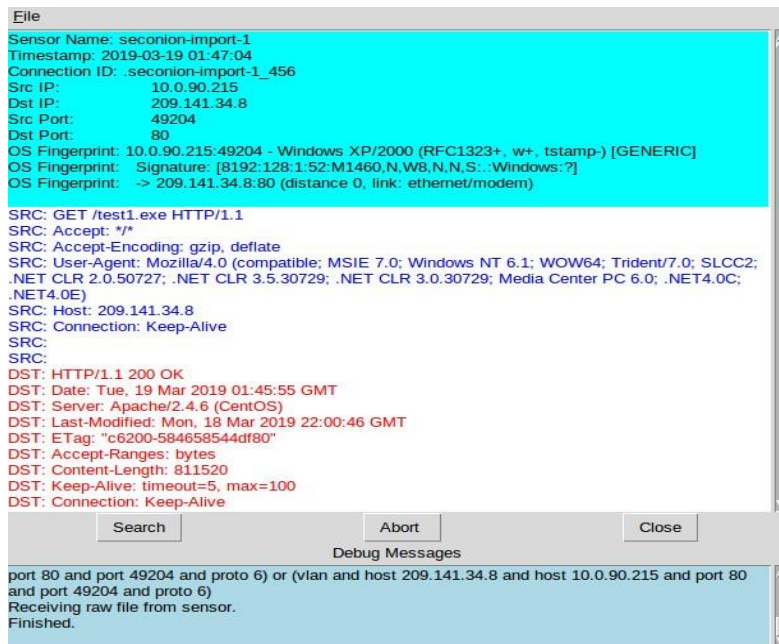 File
Sensor Name: seconion-import-1
Timestamp: 2019-03-19 01:47:04
Connection ID: .seconion-import-1_456
Src IP: 10.0.90.215
Dst IP: 209.141.34.8
Src Port: 49204
Dst Port: 80
OS Fingerprint: 10.0.90.215:49204 - Windows XP/2000 (RFC1323+, w+, tstamp-) [GENERIC]
OS Fingerprint: Signature: [8192:128:1:52:M1460,N,W8,N,N,S:.:Windows:?]
OS Fingerprint: -> 209.141.34.8:80 (distance 0, link: ethernet/modem)
SRC: GET /test1.exe HTTP/1.1
SRC: Accept: */*
SRC: Accept-Encoding: gzip, deflate
SRC: User-Agent: Mozilla/4.0 (compatible; MSIE 7.0; Windows NT 6.1; WOW64; Trident/7.0; SLCC2;
.NET CLR 2.0.50727; .NET CLR 3.5.30729; .NET CLR 3.0.30729; Media Center PC 6.0; .NET4.0C;
.NET4.0E)
SRC: Host: 209.141.34.8
SRC: Connection: Keep-Alive
SRC:
SRC:
DST: HTTP/1.1 200 OK
DST: Date: Tue, 19 Mar 2019 01:45:55 GMT
DST: Server: Apache/2.4.6 (CentOS)
DST: Last-Modified: Mon, 18 Mar 2019 22:00:46 GMT
DST: ETag: "c6200-584658544df80"
DST: Accept-Ranges: bytes
DST: Content-Length: 811520
DST: Keep-Alive: timeout=5, max=100
DST: Connection: Keep-Alive
Search Abort Close
Debug Messages
port 80 and port 49204 and proto 6) or (vlan and host 209.141.34.8 and host 10.0.90.215 and port 80
and port 49204 and proto 6)
Receiving raw file from sensor.
Finished.